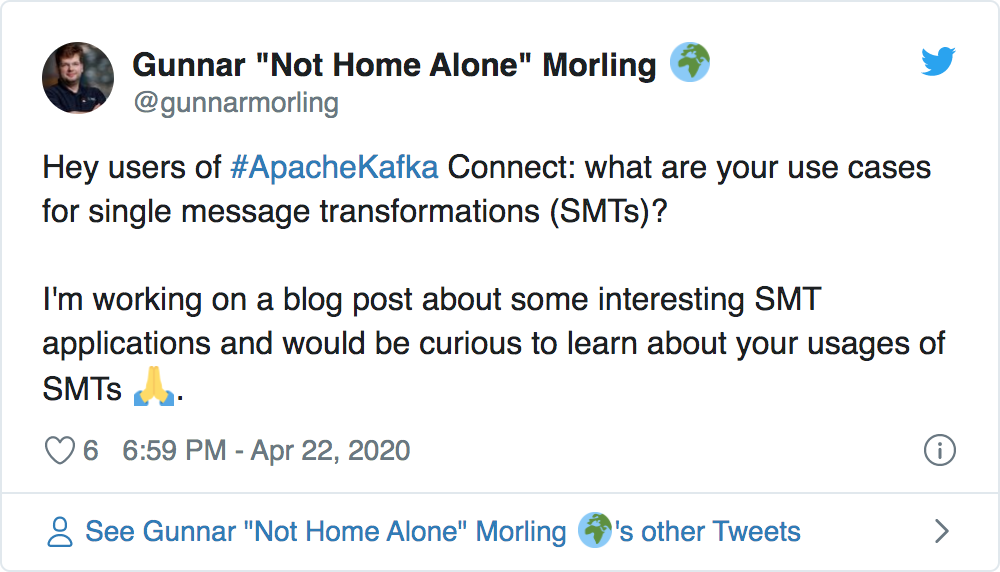 Gunnar "Not Home Alone" Morling 🌍
@gunnarmorling
Hey users of #ApacheKafka Connect: what are your use cases
for single message transformations (SMTs)?
I'm working on a blog post about some interesting SMT
applications and would be curious to learn about your usages of
SMTs 🙏.
6 6:59 PM - Apr 22, 2020
See Gunnar "Not Home Alone" Morling 🌍's other Tweets